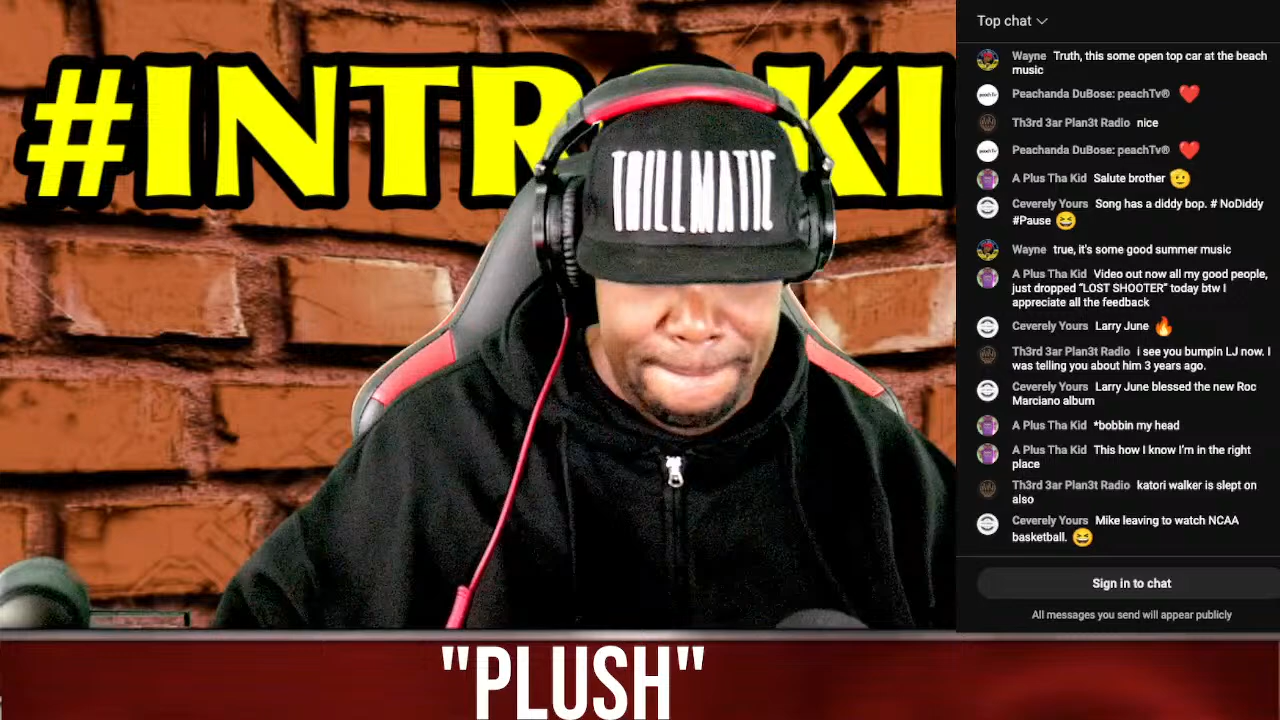 #INTR
KI
TRILLMATIC
"PLUSH"
Top chat
Wayne Truth, this some open top car at the beach
music
Peachanda DuBose: peachTv® ❤️
Th3rd 3ar Plan3t Radio nice
Peachanda DuBose: peachTv® ❤️
A Plus Tha Kid Salute brother 🫡
Ceverely Yours Song has a diddy bop. # NoDiddy
#Pause 😆
Wayne true, it's some good summer music
A Plus Tha Kid Video out now all my good people,
just dropped “LOST SHOOTER” today btw I
appreciate all the feedback
Ceverely Yours Larry June 🔥
Th3rd 3ar Plan3t Radio i see you bumpin LJ now. I
was telling you about him 3 years ago.
Ceverely Yours Larry June blessed the new Roc
Marciano album
A Plus Tha Kid *bobbin my head
A Plus Tha Kid This how I know I’m in the right
place
Th3rd 3ar Plan3t Radio katori walker is slept on
also
Ceverely Yours Mike leaving to watch NCAA
basketball. 😆
Sign in to chat
All messages you send will appear publicly